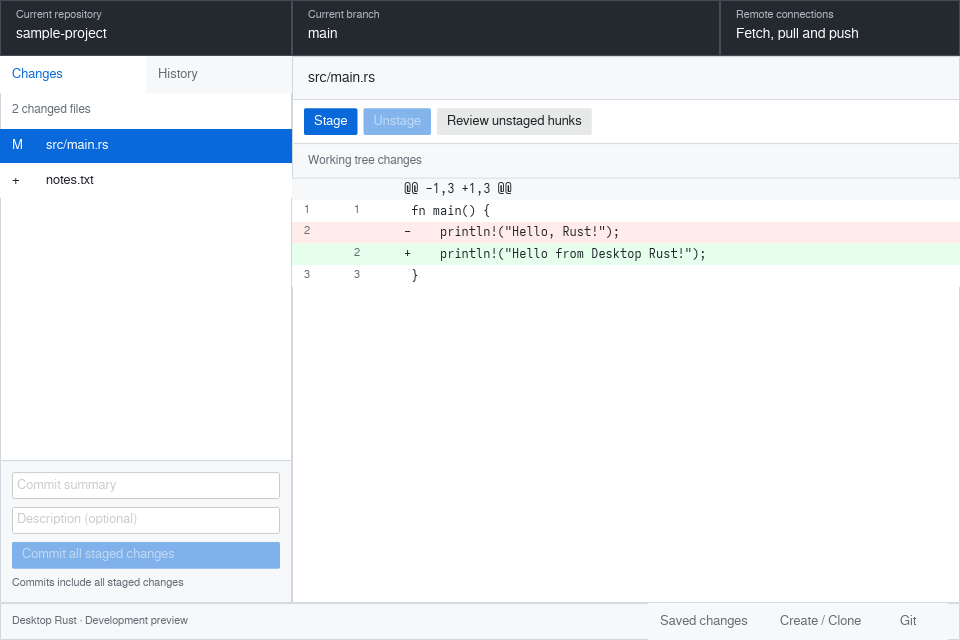 Current repository
sample-project
Current branch
main
Remote connections
Fetch, pull and push
Changes
History
2 changed files
M src/main.rs
+ notes.txt
src/main.rs
Stage
Unstage
Review unstaged hunks
Working tree changes
@@ -1,3 +1,3 @@
1 1 fn main() {
2 - println!("Hello, Rust!");
2 + println!("Hello from Desktop Rust!");
3 3 }
Commit summary
Description (optional)
Commit all staged changes
Commits include all staged changes
Desktop Rust · Development preview
Saved changes
Create / Clone
Git